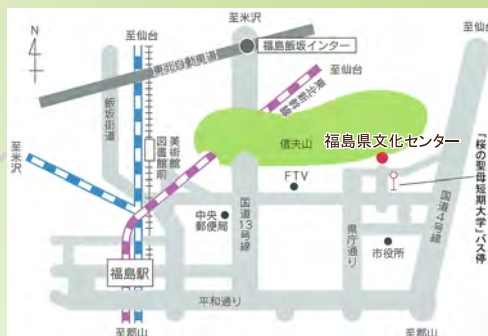 至米沢
N
至仙台
福島飯坂インター
至仙台
東北自動車道
至仙台
飯坂街道
東北新幹線
美術館
図書館前
信夫山
福島県文化センター
至米沢
FTV
「桜の聖母短期大学」バス停
中央
郵便局
国道13号線
県庁通り
国道4号線
市役所
福島駅
平和通り
至郡山
至郡山